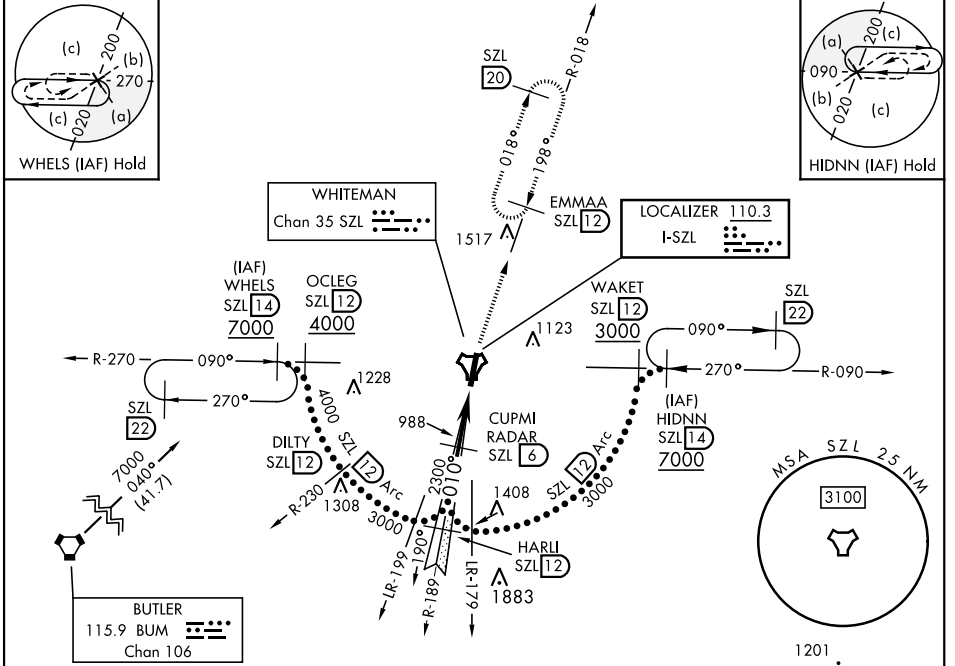 (c)
200
(b)
270
(c)
020
(a)
WHELS (IAF) Hold
(a)
200
(c)
090
(b)
020
(c)
HIDNN (IAF) Hold
R-018
SZL
20
018°
198°
EMMAA
SZL 12
1517
WHITEMAN
Chan 35 SZL
LOCALIZER 110.3
I-SZL
(IAF)
WHELS
SZL 14
7000
OCLEG
SZL 12
4000
WAKET
SZL 12
3000
SZL
22
1123
R-270
090°
270°
SZL
22
1228
090°
270°
R-090
(IAF)
HIDNN
SZL 14
7000
4000
DILTY
SZL 12
SZL 12 Arc
988
CUPMI
RADAR
SZL 6
SZL 12 Arc
3000
7000
040°
(41.7)
R-230
1308
3000
2300
010°
1408
HARLI
SZL 12
1883
LR-199
190°
R-189
LR-179
MSA SZL 25 NM
3100
BUTLER
115.9 BUM
Chan 106
1201